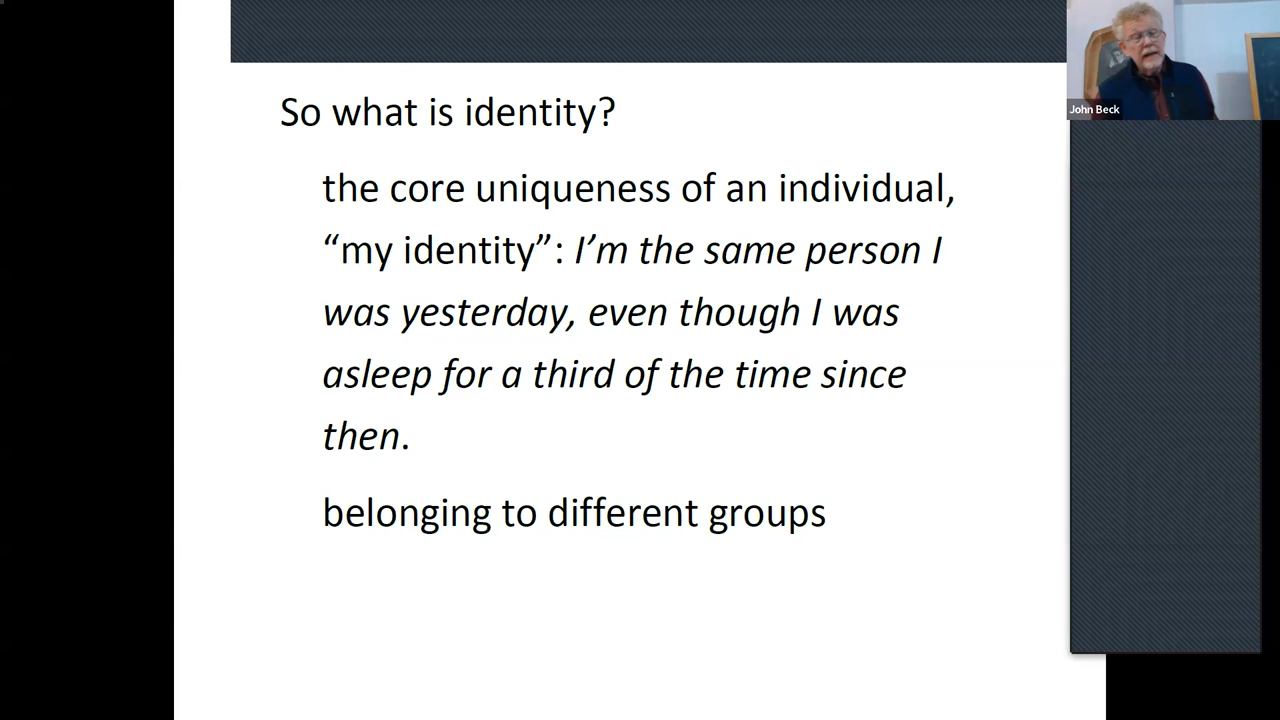 So what is identity?
the core uniqueness of an individual,
“my identity”: I’m the same person I
was yesterday, even though I was
asleep for a third of the time since
then.
belonging to different groups
John Beck